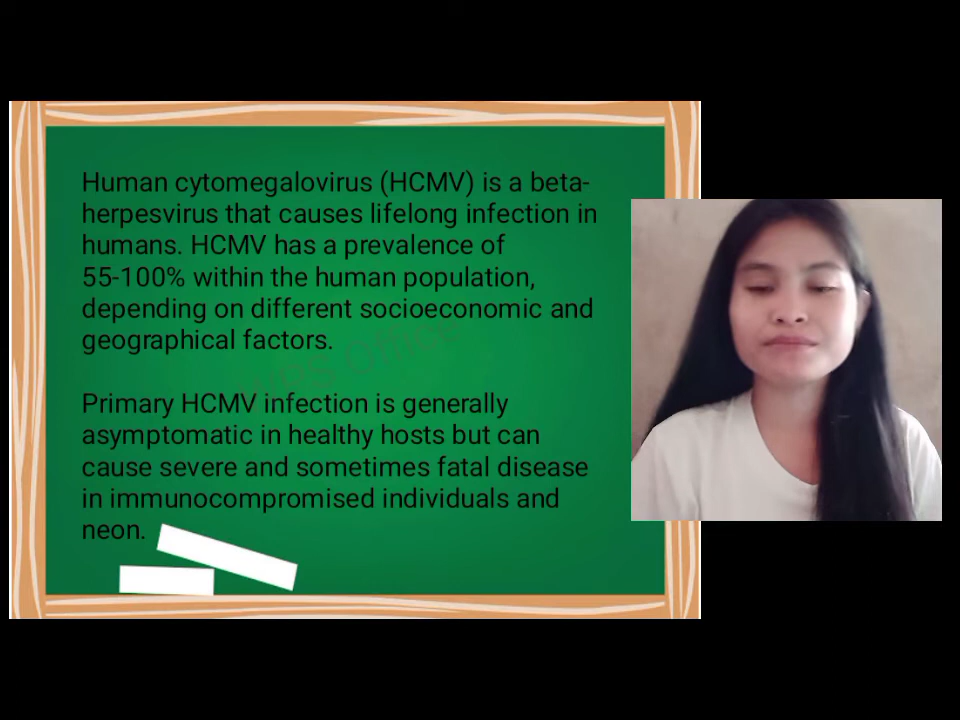 Human cytomegalovirus (HCMV) is a beta-
herpesvirus that causes lifelong infection in
humans. HCMV has a prevalence of
55-100% within the human population,
depending on different socioeconomic and
geographical factors.
WPS Office
Primary HCMV infection is generally
asymptomatic in healthy hosts but can
cause severe and sometimes fatal disease
in immunocompromised individuals and
neon.